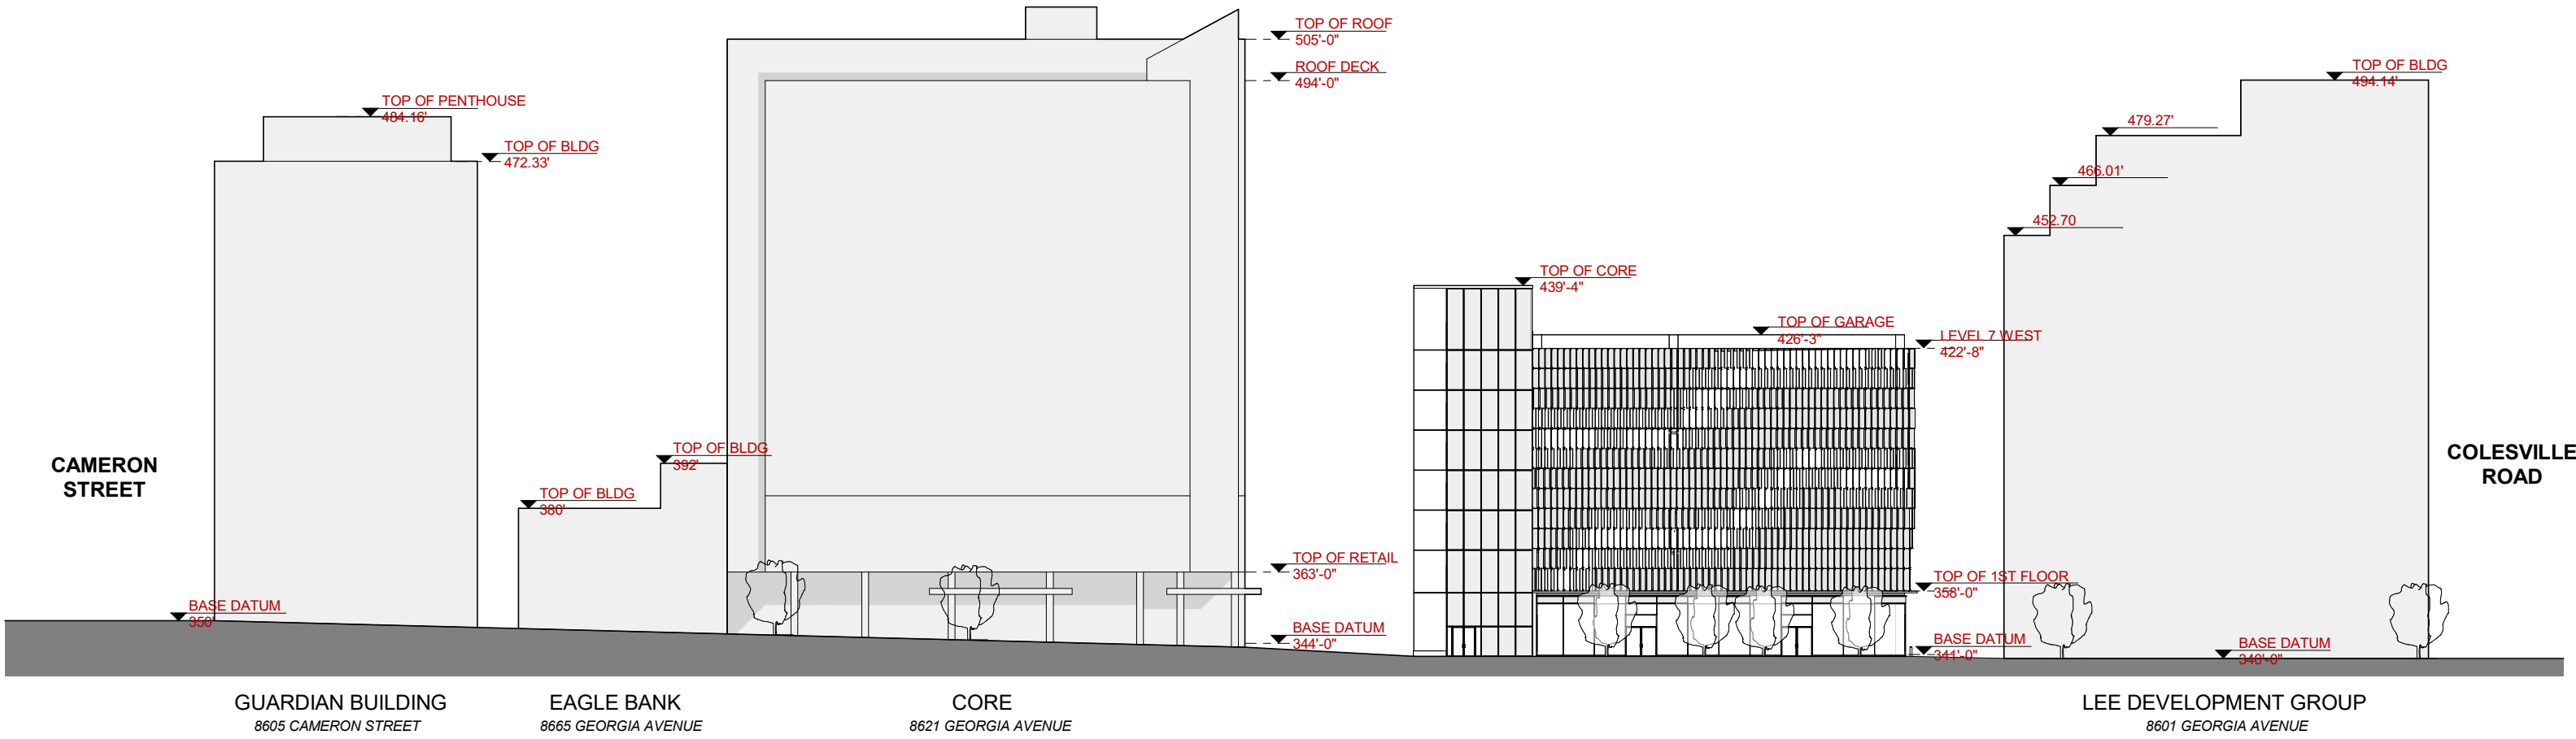 TOP OF PENTHOUSE
484.16'
TOP OF BLDG
472.33'
BASE DATUM
350'
CAMERON
STREET
TOP OF BLDG
392'
TOP OF BLDG
380'
TOP OF ROOF
505'-0"
ROOF DECK
494'-0"
TOP OF RETAIL
363'-0"
BASE DATUM
344'-0"
TOP OF CORE
439'-4"
TOP OF GARAGE
426'-3"
LEVEL 7 WEST
422'-8"
TOP OF 1ST FLOOR
358'-0"
BASE DATUM
341'-0"
TOP OF BLDG
494.14'
479.27'
466.01'
452.70
BASE DATUM
340'-0"
COLESVILLE
ROAD
GUARDIAN BUILDING
8605 CAMERON STREET
EAGLE BANK
8665 GEORGIA AVENUE
CORE
8621 GEORGIA AVENUE
LEE DEVELOPMENT GROUP
8601 GEORGIA AVENUE